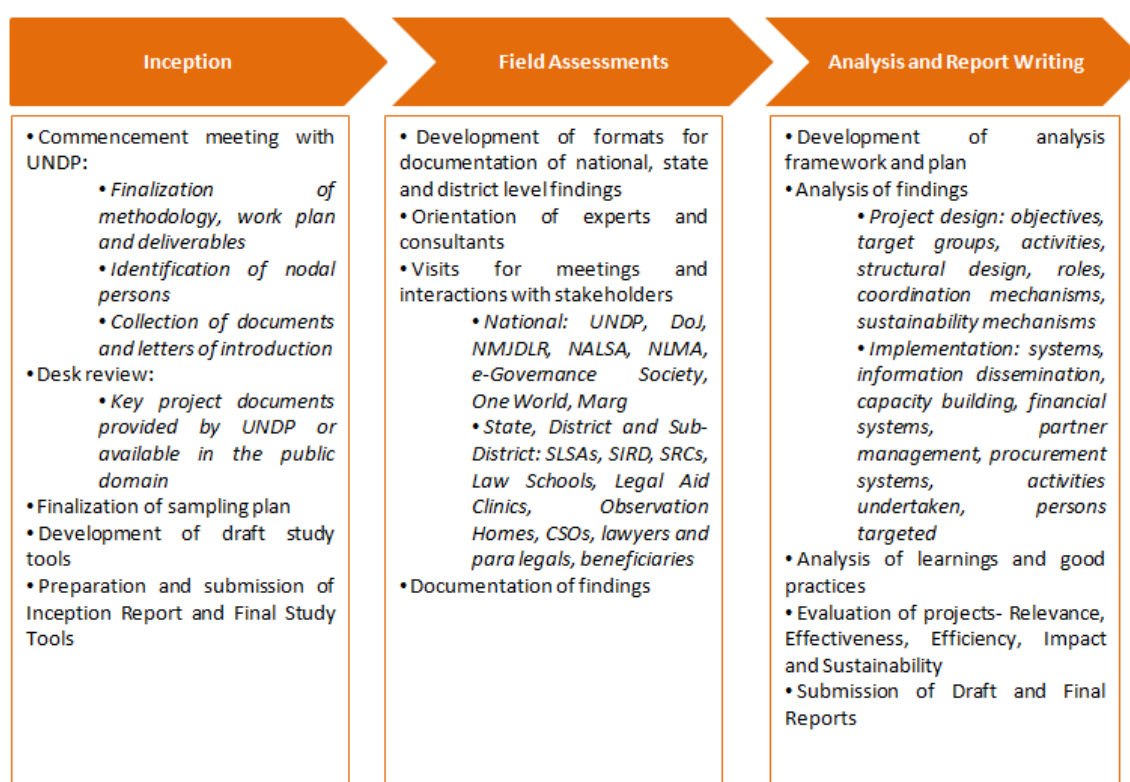 Inception
• Commencement meeting with
UNDP:
• Finalization of
methodology, work plan
and deliverables
• Identification of nodal
persons
• Collection of documents
and letters of introduction
• Desk review:
• Key project documents
provided by UNDP or
available in the public
domain
• Finalization of sampling plan
• Development of draft study
tools
• Preparation and submission of
Inception Report and Final Study
Tools
Field Assessments
• Development of formats for
documentation of national, state
and district level findings
• Orientation of experts and
consultants
• Visits for meetings and
interactions with stakeholders
• National: UNDP, DoJ,
NMJDLR, NALSA, NLMA,
e-Governance Society,
One World, Marg
• State, District and Sub-
District: SLSAs, SIRD, SRCs,
Law Schools, Legal Aid
Clinics, Observation
Homes, CSOs, lawyers and
para legals, beneficiaries
• Documentation of findings
Analysis and Report Writing
• Development of analysis
framework and plan
• Analysis of findings
• Project design: objectives,
target groups, activities,
structural design, roles,
coordination mechanisms,
sustainability mechanisms
• Implementation: systems,
information dissemination,
capacity building, financial
systems, partner
management, procurement
systems, activities
undertaken, persons
targeted
• Analysis of learnings and good
practices
• Evaluation of projects- Relevance,
Effectiveness, Efficiency, Impact
and Sustainability
• Submission of Draft and Final
Reports